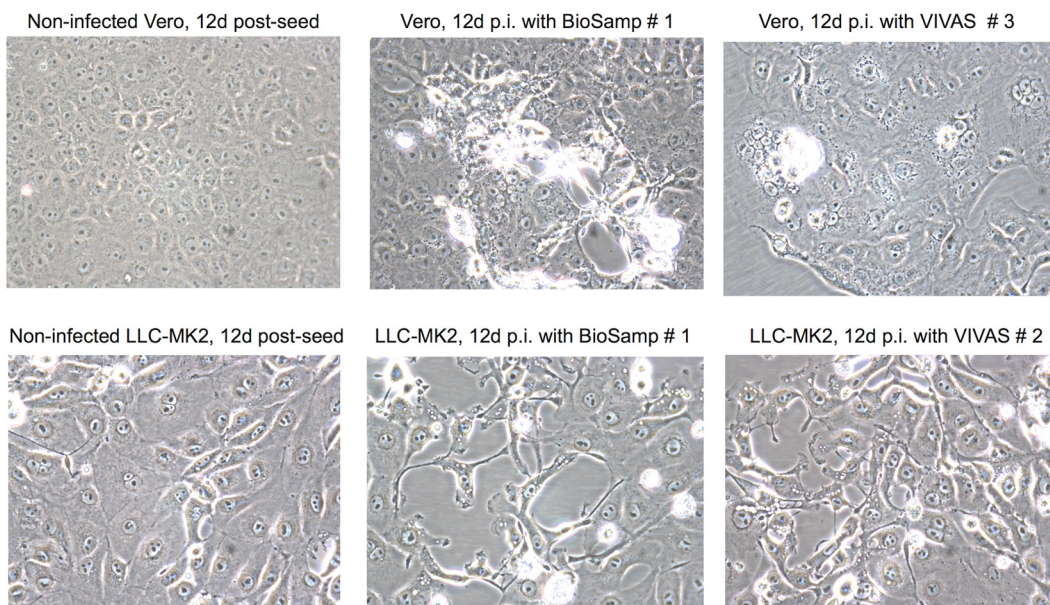 Non-infected Vero, 12d post-seed
Vero, 12d p.i. with BioSamp # 1
Vero, 12d p.i. with VIVAS # 3
Non-infected LLC-MK2, 12d post-seed
LLC-MK2, 12d p.i. with BioSamp # 1
LLC-MK2, 12d p.i. with VIVAS # 2